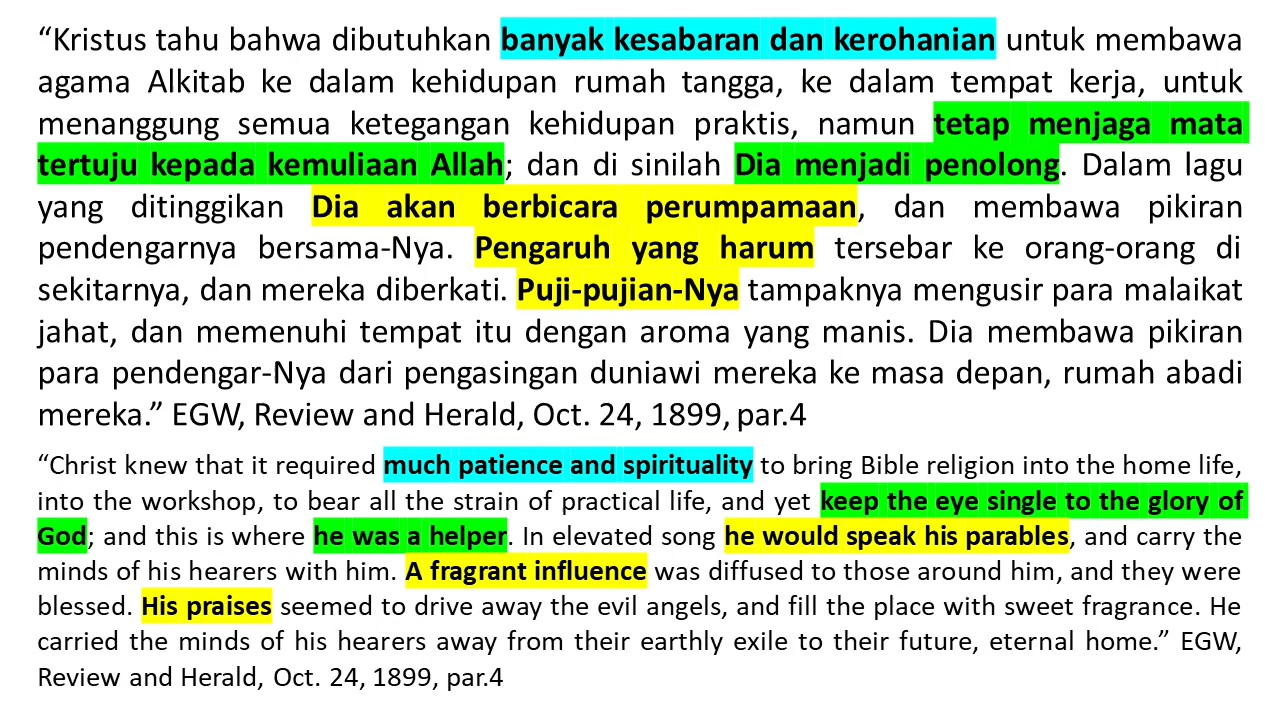 “Kristus tahu bahwa dibutuhkan banyak kesabaran dan kerohanian untuk membawa
agama Alkitab ke dalam kehidupan rumah tangga, ke dalam tempat kerja, untuk
menanggung semua ketegangan kehidupan praktis, namun tetap menjaga mata
tertuju kepada kemuliaan Allah; dan di sinilah Dia menjadi penolong. Dalam lagu
yang ditinggikan Dia akan berbicara perumpamaan, dan membawa pikiran
pendengarnya bersama-Nya. Pengaruh yang harum tersebar ke orang-orang di
sekitarnya, dan mereka diberkati. Puji-pujian-Nya tampaknya mengusir para malaikat
jahat, dan memenuhi tempat itu dengan aroma yang manis. Dia membawa pikiran
para pendengar-Nya dari pengasingan duniawi mereka ke masa depan, rumah abadi
mereka.” EGW, Review and Herald, Oct. 24, 1899, par.4
“Christ knew that it required much patience and spirituality to bring Bible religion into the home life,
into the workshop, to bear all the strain of practical life, and yet keep the eye single to the glory of
God; and this is where he was a helper. In elevated song he would speak his parables, and carry the
minds of his hearers with him. A fragrant influence was diffused to those around him, and they were
blessed. His praises seemed to drive away the evil angels, and fill the place with sweet fragrance. He
carried the minds of his hearers away from their earthly exile to their future, eternal home.” EGW,
Review and Herald, Oct. 24, 1899, par.4